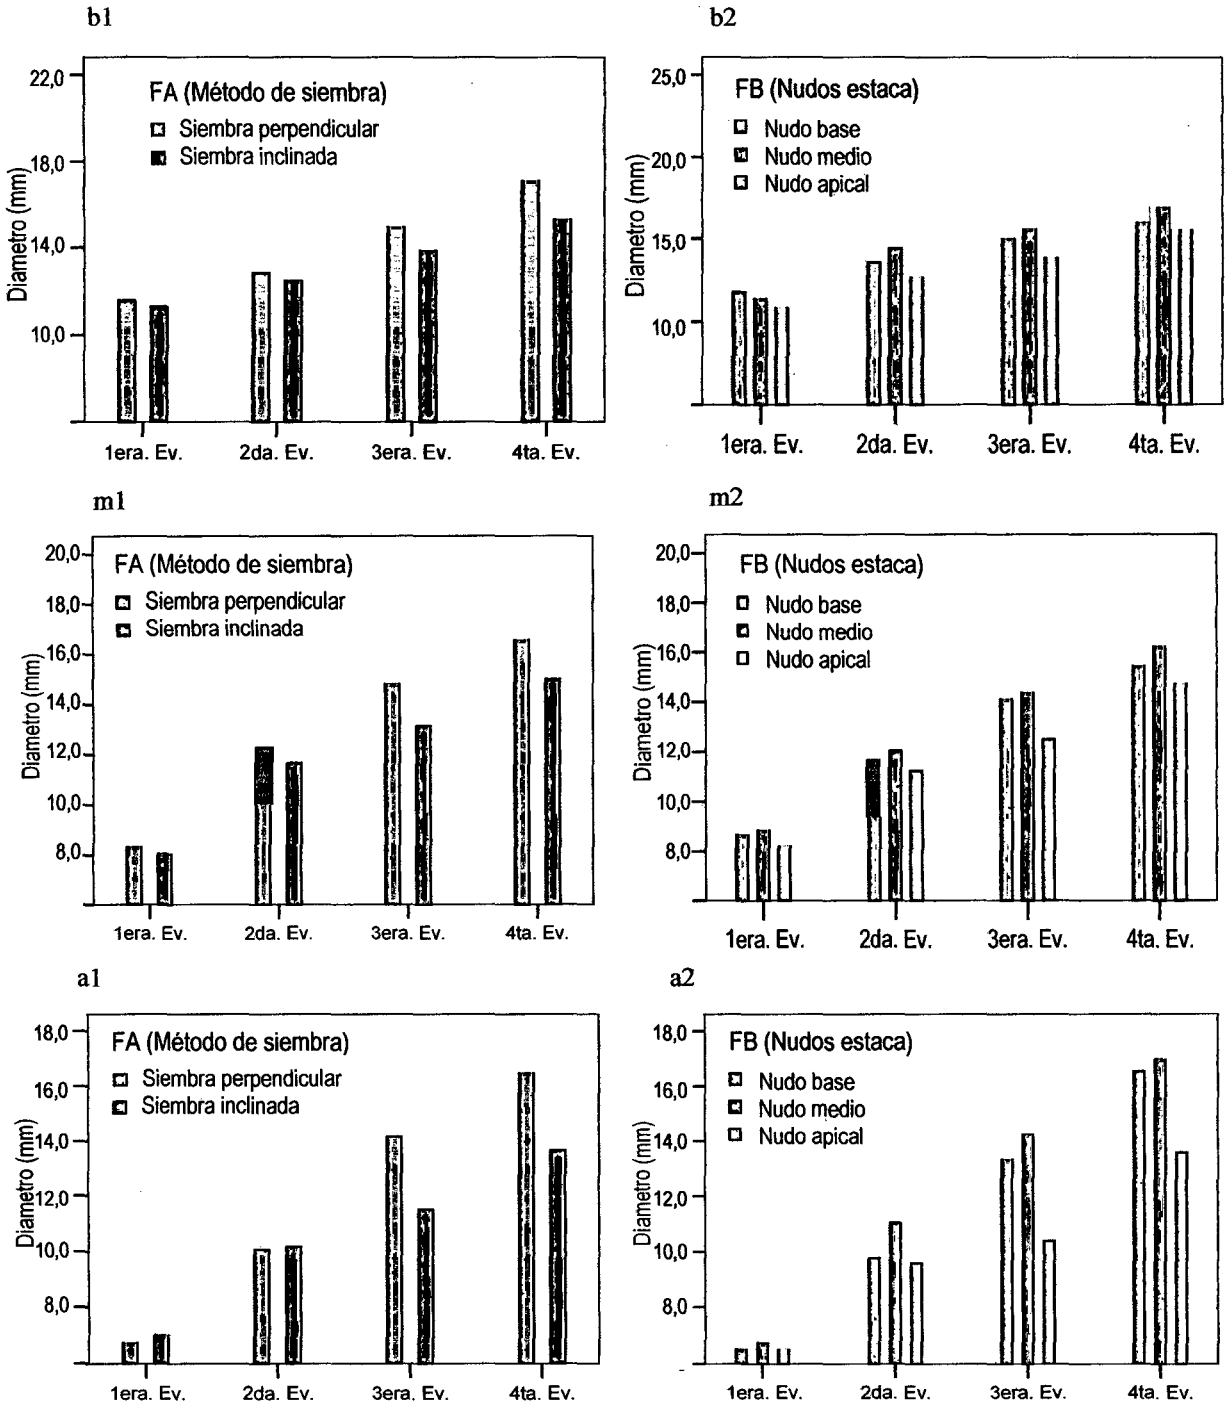 b1
22,0
18,0
14,0
10,0
Diametro (mm)
FA (Método de siembra)
Siembra perpendicular
Siembra inclinada
1era. Ev.
2da. Ev.
3era. Ev.
4ta. Ev.
b2
25,0
20,0
15,0
10,0
Diametro (mm)
FB (Nudos estaca)
Nudo base
Nudo medio
Nudo apical
1era. Ev.
2da. Ev.
3era. Ev.
4ta. Ev.
m1
20,0
18,0
16,0
14,0
12,0
10,0
8,0
Diametro (mm)
FA (Método de siembra)
Siembra perpendicular
Siembra inclinada
1era. Ev.
2da. Ev.
3era. Ev.
4ta. Ev.
m2
20,0
18,0
16,0
14,0
12,0
10,0
8,0
Diametro (mm)
FB (Nudos estaca)
Nudo base
Nudo medio
Nudo apical
1era. Ev.
2da. Ev.
3era. Ev.
4ta. Ev.
a1
18,0
16,0
14,0
12,0
10,0
8,0
Diametro (mm)
FA (Método de siembra)
Siembra perpendicular
Siembra inclinada
1era. Ev.
2da. Ev.
3era. Ev.
4ta. Ev.
a2
18,0
16,0
14,0
12,0
10,0
8,0
Diametro (mm)
FB (Nudos estaca)
Nudo base
Nudo medio
Nudo apical
1era. Ev.
2da. Ev.
3era. Ev.
4ta. Ev.